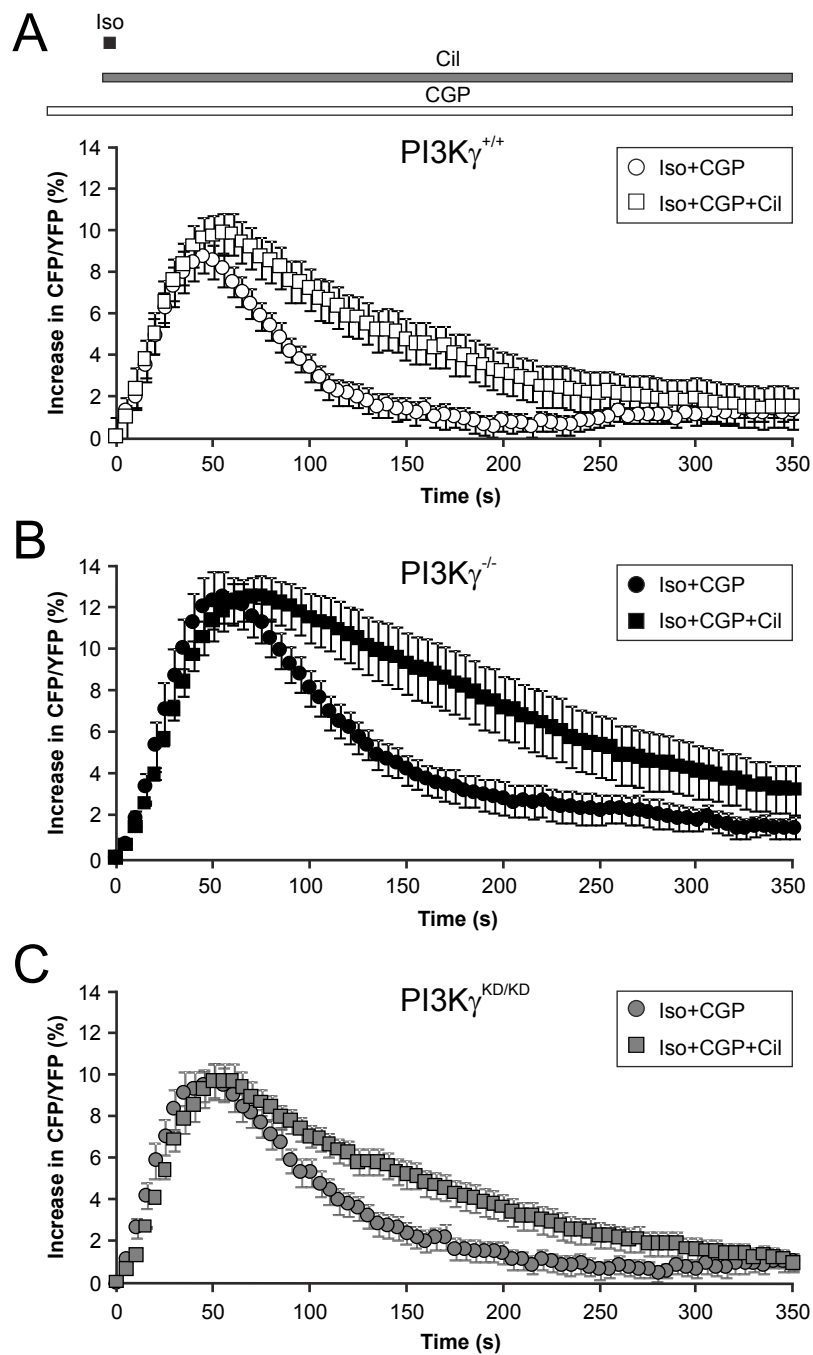 A
Iso
Cil
CGP
PI3Kγ+/+
Iso+CGP
Iso+CGP+Cil
Increase in CFP/YFP (%)
14
12
10
8
6
4
2
0
0 50 100 150 200 250 300 350
Time (s)
B
PI3Kγ-/-
Iso+CGP
Iso+CGP+Cil
Increase in CFP/YFP (%)
14
12
10
8
6
4
2
0
0 50 100 150 200 250 300 350
Time (s)
C
PI3KγKD/KD
Iso+CGP
Iso+CGP+Cil
Increase in CFP/YFP (%)
14
12
10
8
6
4
2
0
0 50 100 150 200 250 300 350
Time (s)